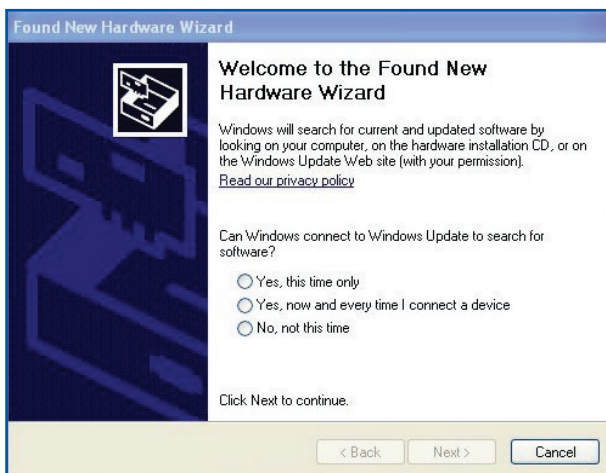 Found New Hardware Wizard
Welcome to the Found New
Hardware Wizard
Windows will search for current and updated software by
looking on your computer, on the hardware installation CD, or on
the Windows Update Web site (with your permission).
Read our privacy policy
Can Windows connect to Windows Update to search for
software?
Yes, this time only
Yes, now and every time I connect a device
No, not this time
Click Next to continue.
< Back Next > Cancel